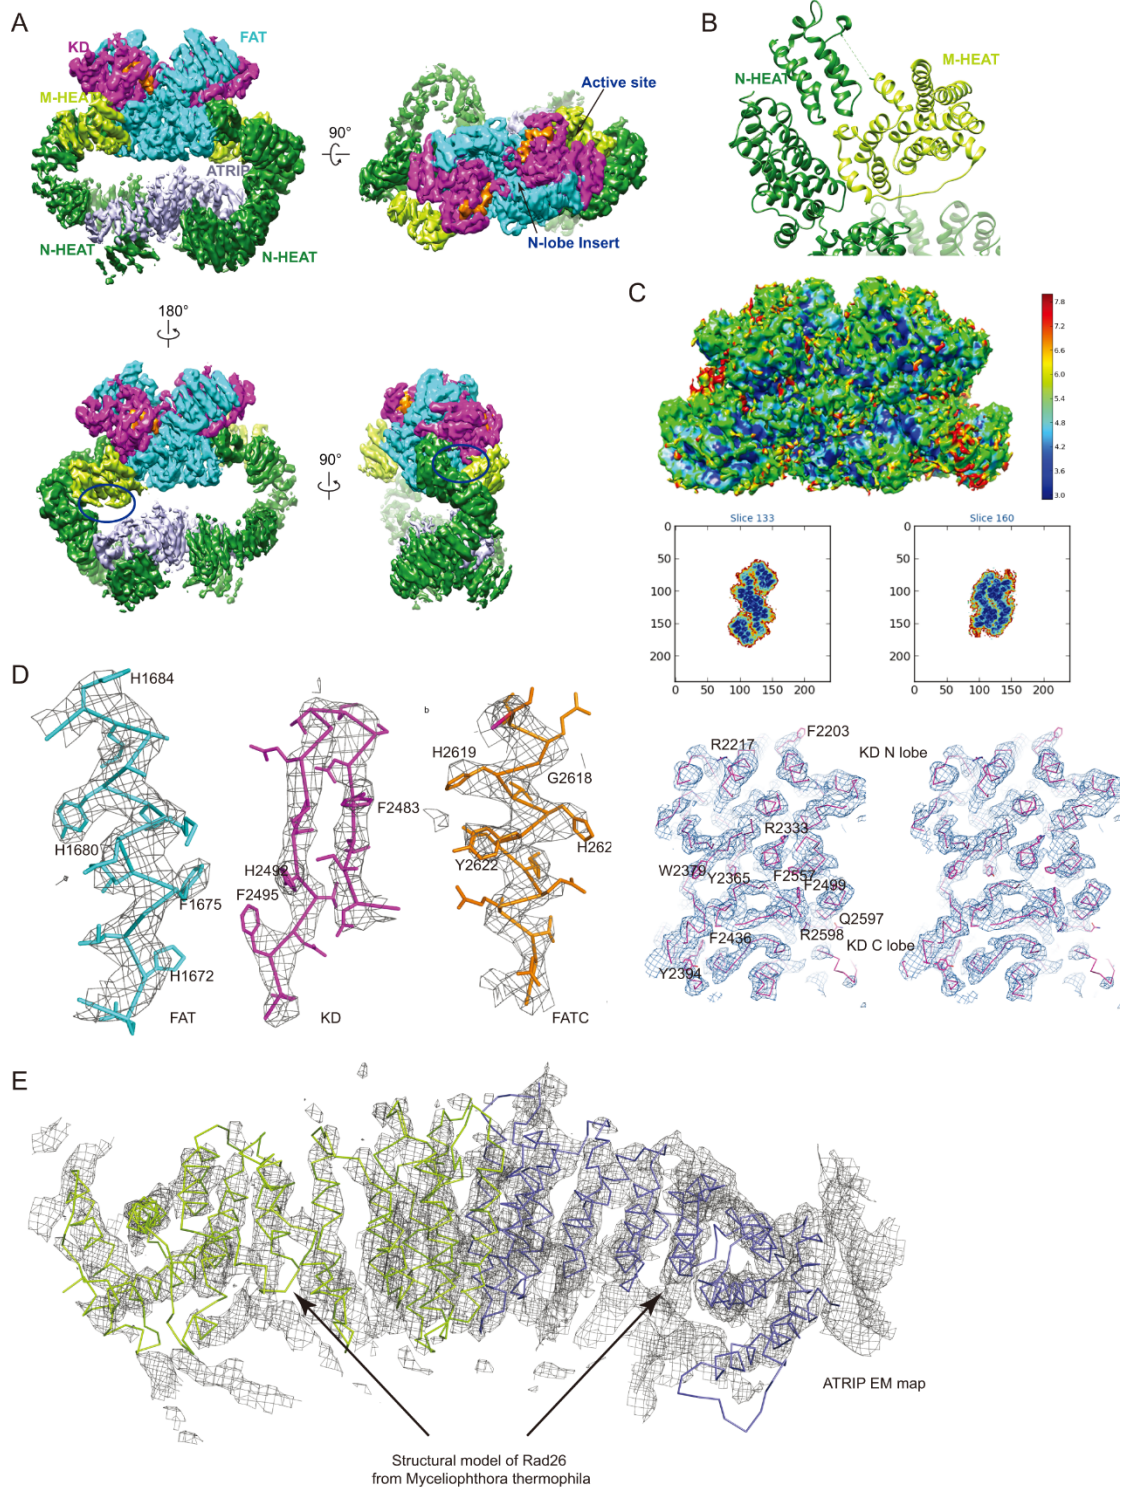 A
KD
FAT
M-HEAT
ATRIP
N-HEAT
N-HEAT
90°
Active site
N-lobe Insert
180°
90°
B
N-HEAT
M-HEAT
C
7.8
7.2
6.6
6.0
5.4
4.8
4.2
3.6
3.0
Slice 133
0
50
100
150
200
0 50 100 150 200
Slice 160
0
50
100
150
200
0 50 100 150 200
F2203
R2217
KD N lobe
R2333
W2379
Y2365
F2557
F2499
Q2597
F2436
R2598
KD C lobe
Y2394
D
H1684
H1680
F1675
H1672
FAT
F2483
H2492
F2495
KD
b
H2619
G2618
H262
Y2622
FATC
E
ATRIP EM map
Structural model of Rad26
from Myceliophthora thermophila